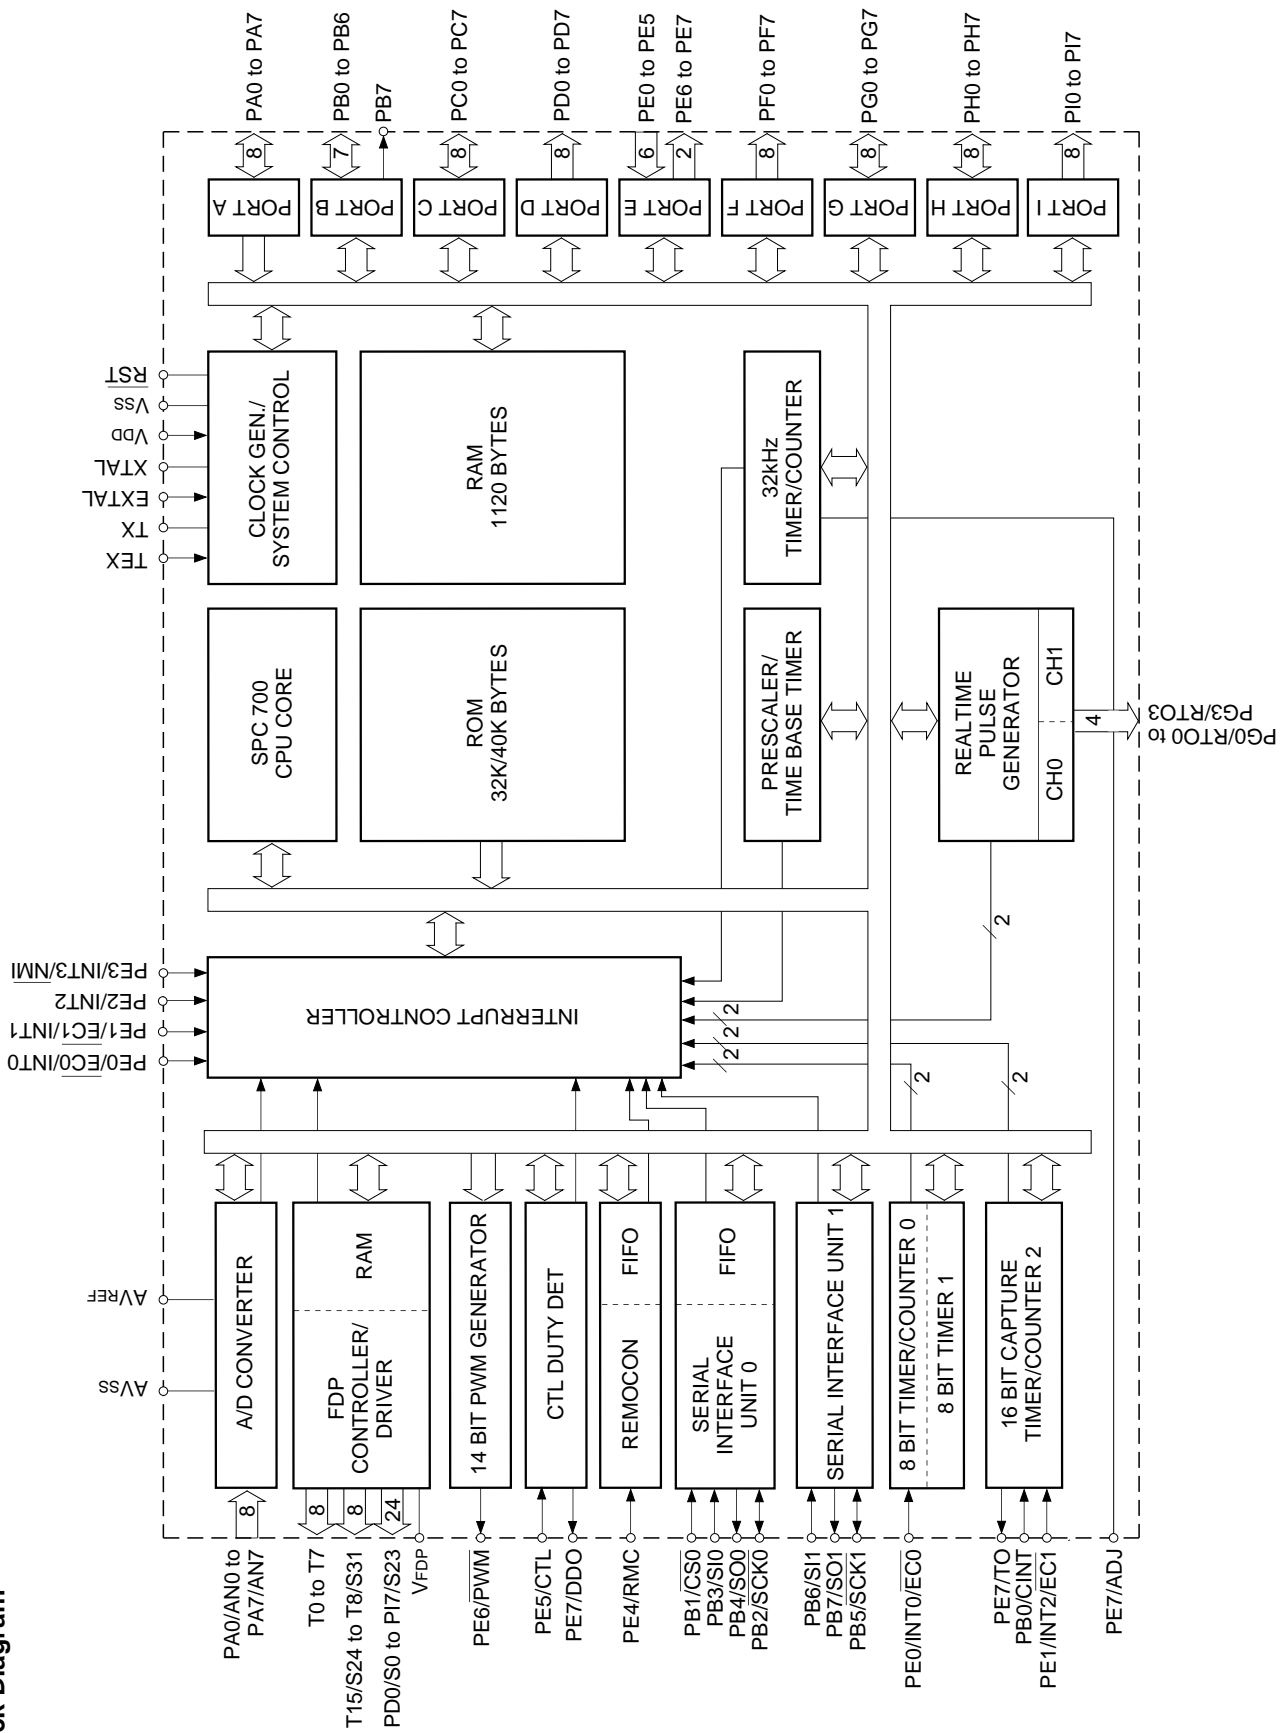 ck Diagram
PA0/AN0 to
PA7/AN7
T0 to T7
T15/S24 to T8/S31
PD0/S0 to PI7/S23
VFDP
PE6/PWM
PE5/CTL
PE7/DDO
PE4/RMC
PB1/CS0
PB3/SI0
PB4/SO0
PB2/SCK0
PB6/SI1
PB7/SO1
PB5/SCK1
PE0/INT0/EC0
PE7/TO
PB0/CINT
PE1/INT2/EC1
PE7/ADJ
8
8
8
24
AVSS
AVREF
A/D CONVERTER
FDP
CONTROLLER/
DRIVER
RAM
14 BIT PWM GENERATOR
CTL DUTY DET
REMOCON
FIFO
SERIAL
INTERFACE
UNIT 0
FIFO
SERIAL INTERFACE UNIT 1
8 BIT TIMER/COUNTER 0
8 BIT TIMER 1
16 BIT CAPTURE
TIMER/COUNTER 2
2
2
PE0/EC0/INT0
PE1/EC1/INT1
PE2/INT2
PE3/INT3/NMI
INTERRUPT CONTROLLER
2
2
2
2
SPC 700
CPU CORE
ROM
32K/40K BYTES
PRESCALER/
TIME BASE TIMER
REALTIME
PULSE
GENERATOR
CH0
CH1
4
PG0/RTO0 to
PG3/RTO3
TEX
TX
EXTAL
XTAL
VDD
VSS
RST
CLOCK GEN./
SYSTEM CONTROL
RAM
1120 BYTES
32kHz
TIMER/COUNTER
PORT A
PORT B
PORT C
PORT D
PORT E
PORT F
PORT G
PORT H
PORT I
8
7
8
8
6
2
8
8
8
8
PA0 to PA7
PB0 to PB6
PB7
PC0 to PC7
PD0 to PD7
PE0 to PE5
PE6 to PE7
PF0 to PF7
PG0 to PG7
PH0 to PH7
PI0 to PI7